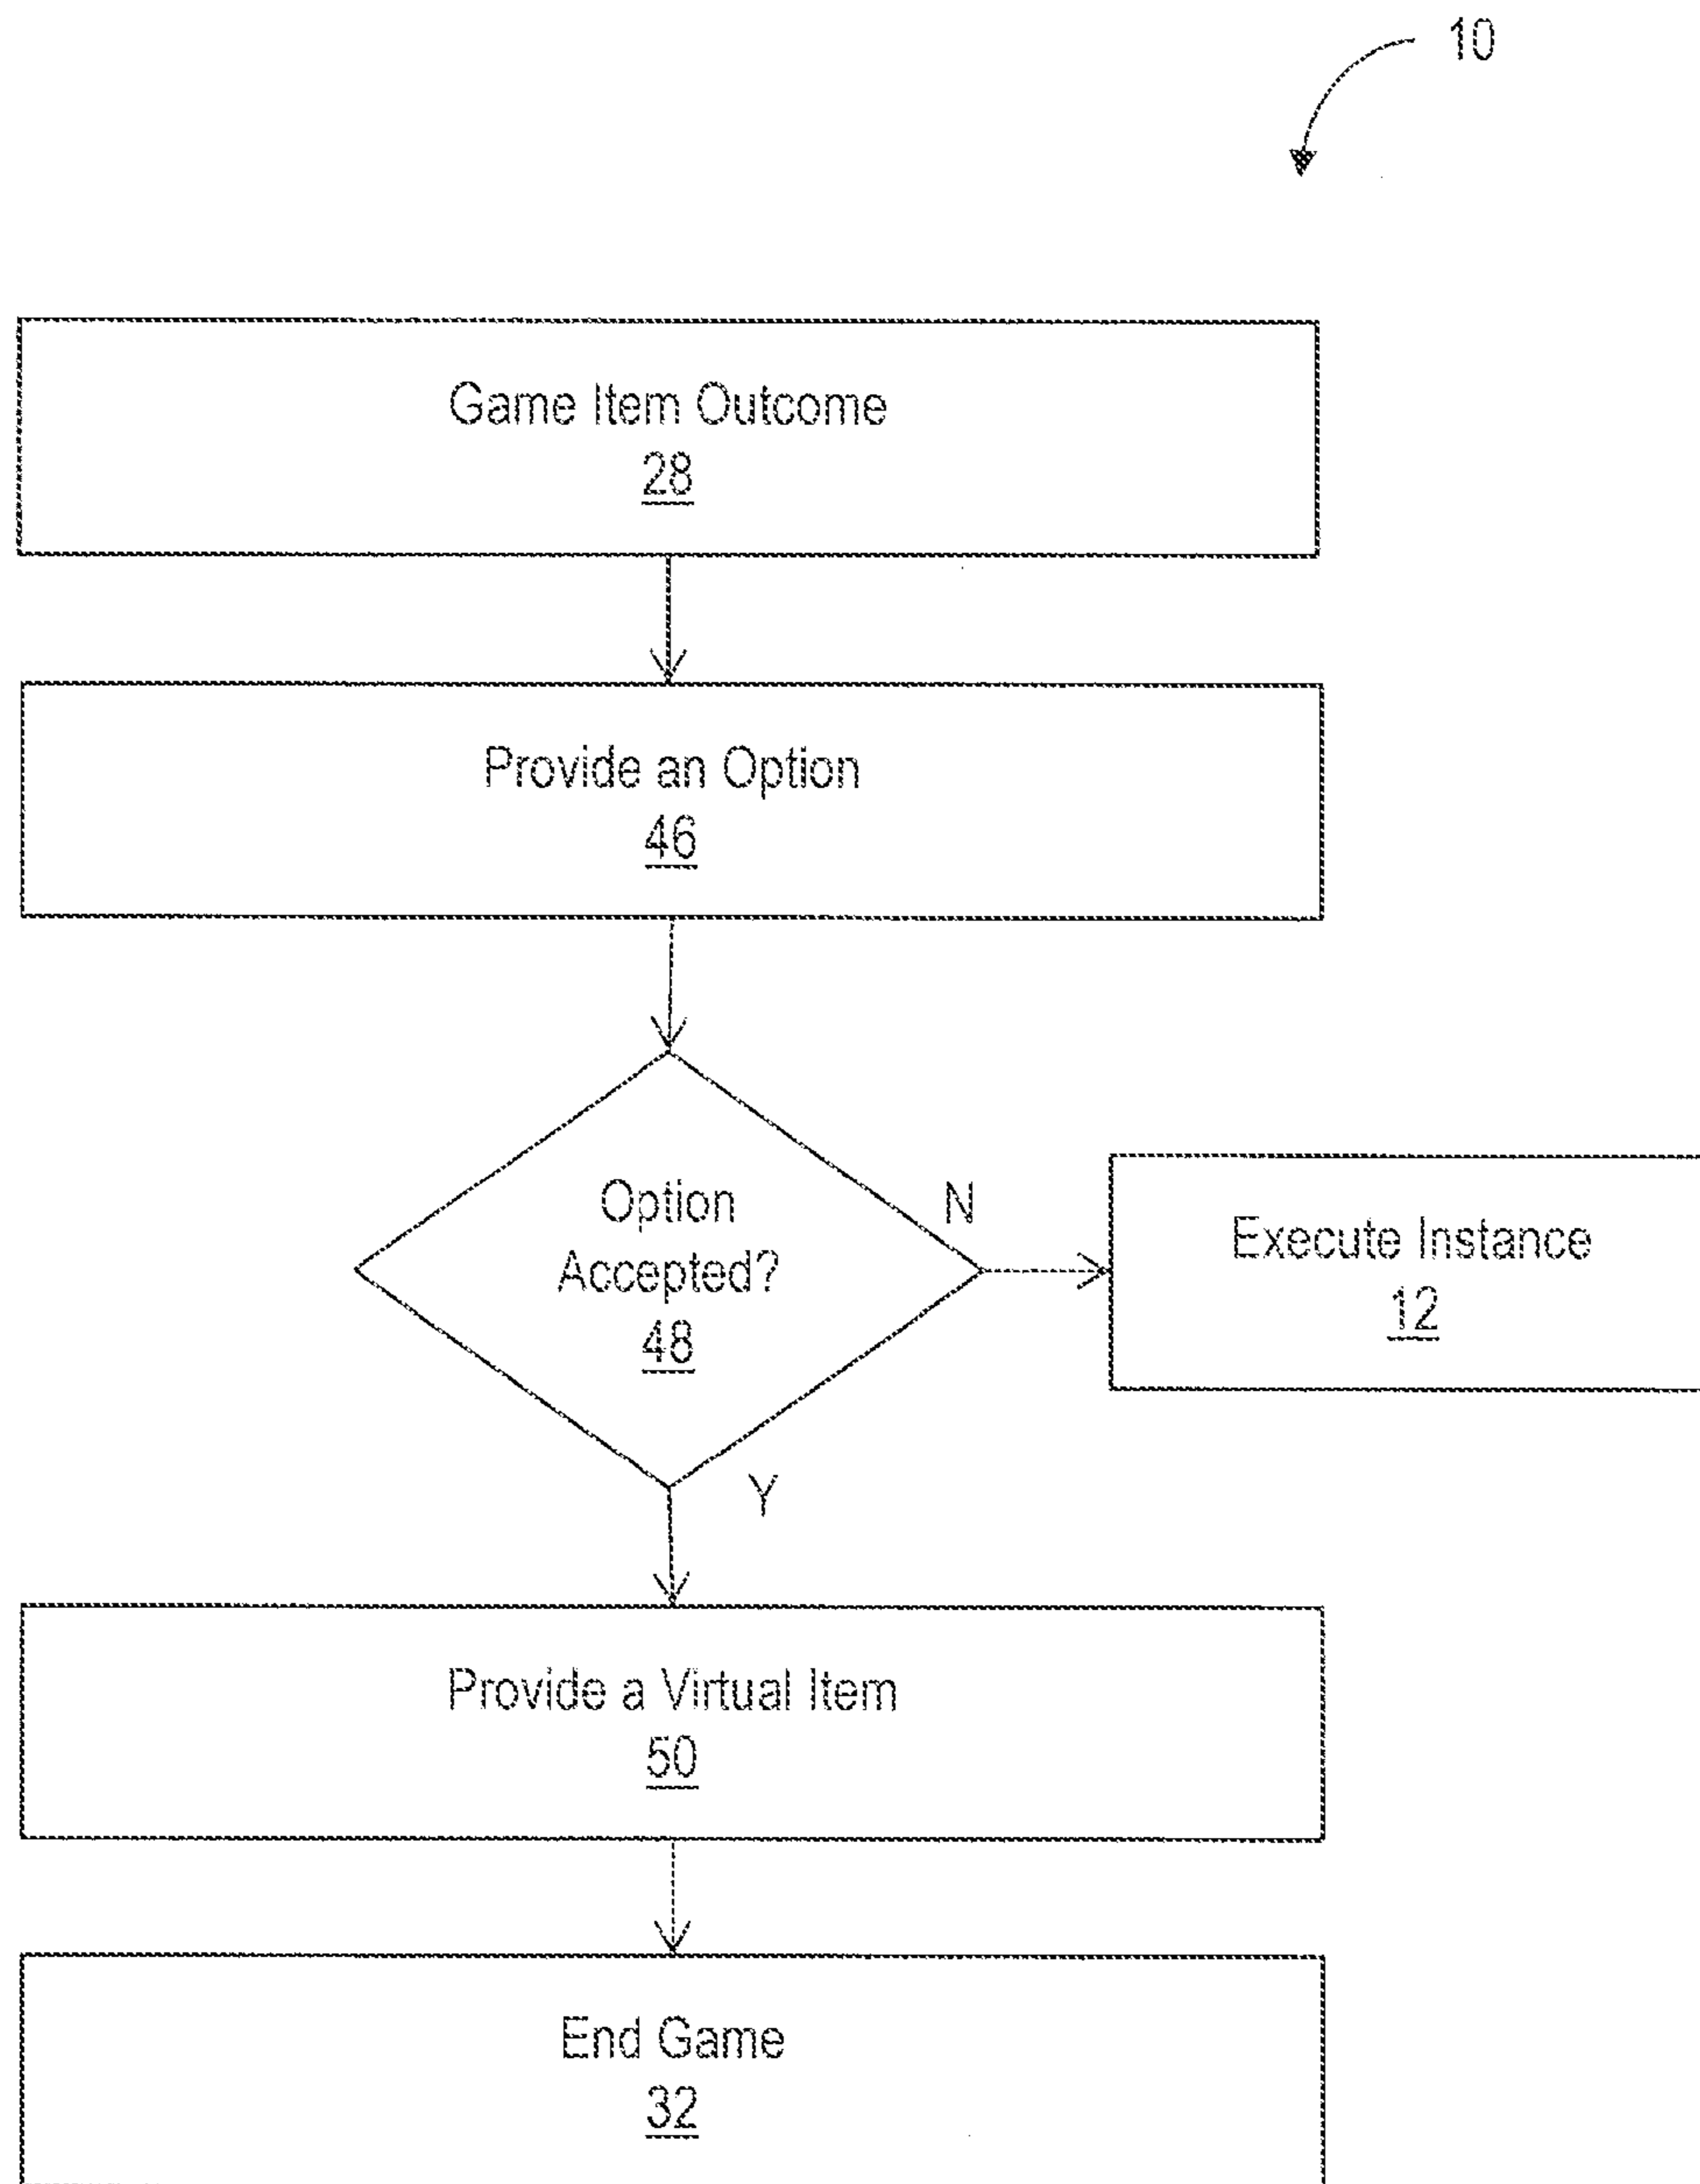 10
Game Item Outcome
28
Provide an Option
46
Option
Accepted?
48
N
Execute Instance
12
Y
Provide a Virtual Item
50
End Game
32